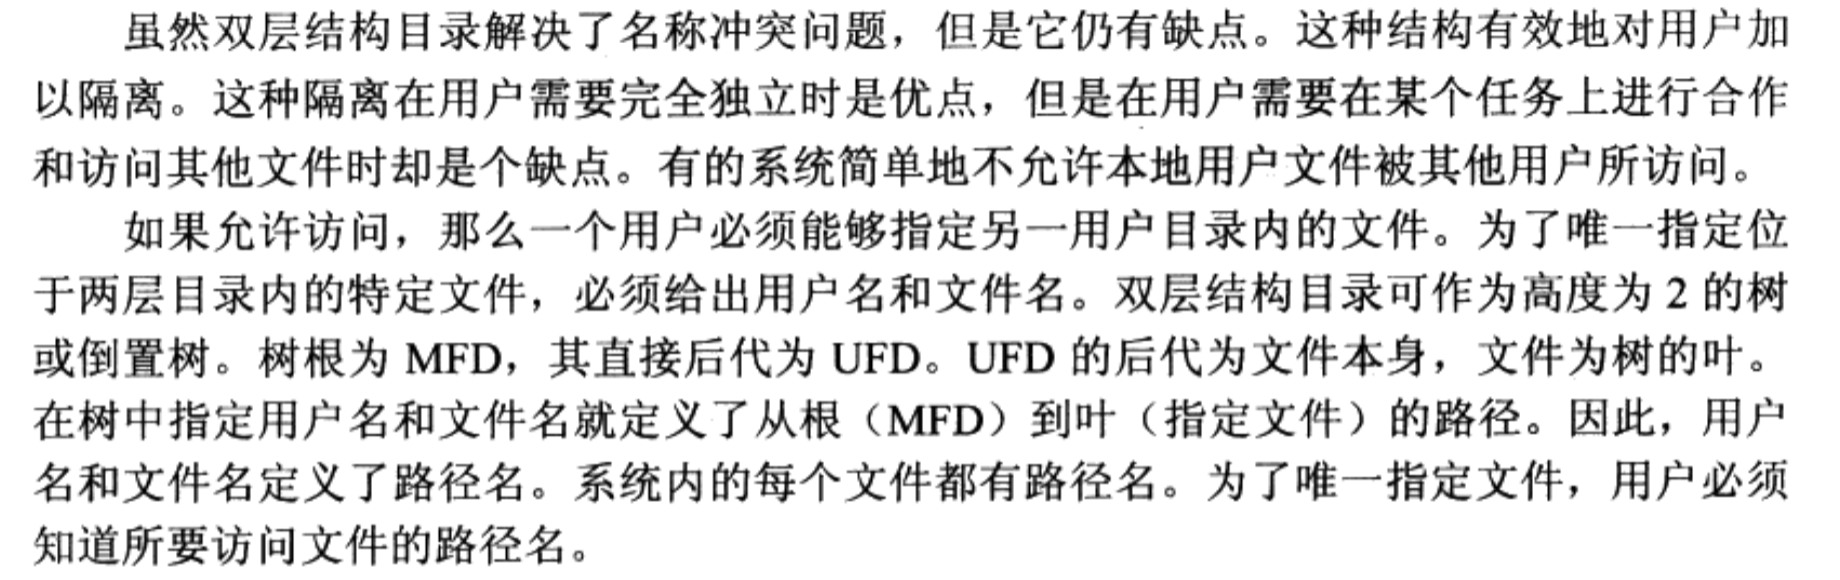 虽然双层结构目录解决了名称冲突问题，但是它仍有缺点。这种结构有效地对用户加
以隔离。这种隔离在用户需要完全独立时是优点，但是在用户需要在某个任务上进行合作
和访问其他文件时却是个缺点。有的系统简单地不允许本地用户文件被其他用户所访问。
如果允许访问，那么一个用户必须能够指定另一用户目录内的文件。为了唯一指定位
于两层目录内的特定文件，必须给出用户名和文件名。双层结构目录可作为高度为 2 的树
或倒置树。树根为 MFD，其直接后代为 UFD。UFD 的后代为文件本身，文件为树的叶。
在树中指定用户名和文件名就定义了从根（MFD）到叶（指定文件）的路径。因此，用户
名和文件名定义了路径名。系统内的每个文件都有路径名。为了唯一指定文件，用户必须
知道所要访问文件的路径名。